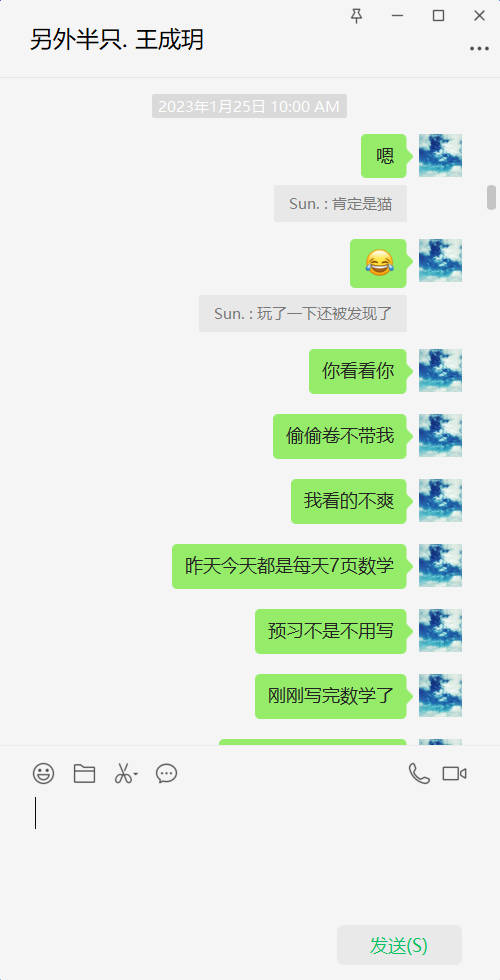 另外半只. 王成玥
2023年1月25日 10:00 AM
嗯
Sun. : 肯定是猫
😂
Sun. : 玩了一下还被发现了
你看看你
偷偷卷不带我
我看的不爽
昨天今天都是每天7页数学
预习不是不用写
刚刚写完数学了
发送(S)